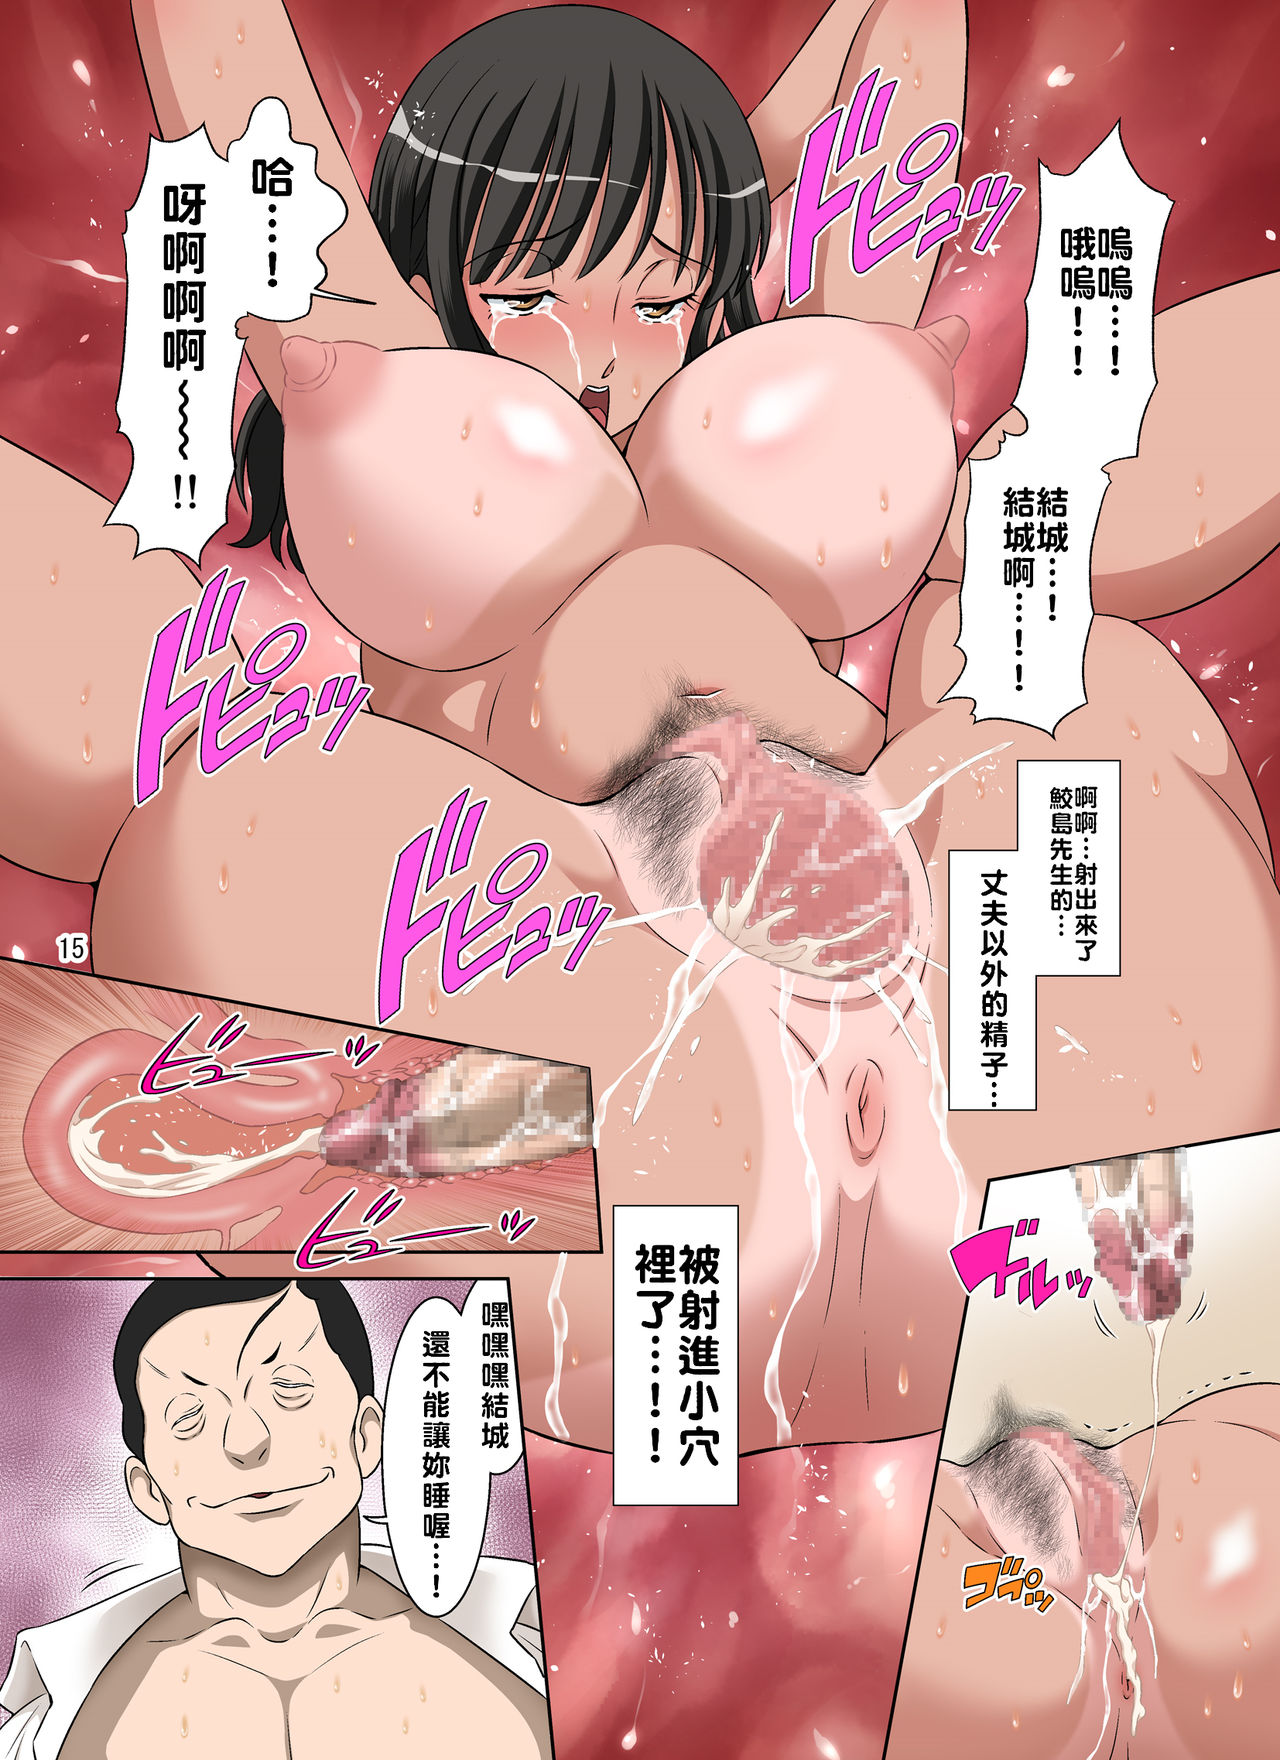 嗚嗚…！
哦嗚！！
結城…！
結城啊……！！
ドピュッ
哈……！
呀啊啊啊～～～!!
ドピュッ
ドピュッ
啊啊…射出來了
鮫島先生的…
丈夫以外的精子…
15
ビューーッ
ビューーッ
被射進小穴
裡了…！！
ドルッ
ゴプッ
嘿嘿嘿結城
還不能讓妳睡喔…！